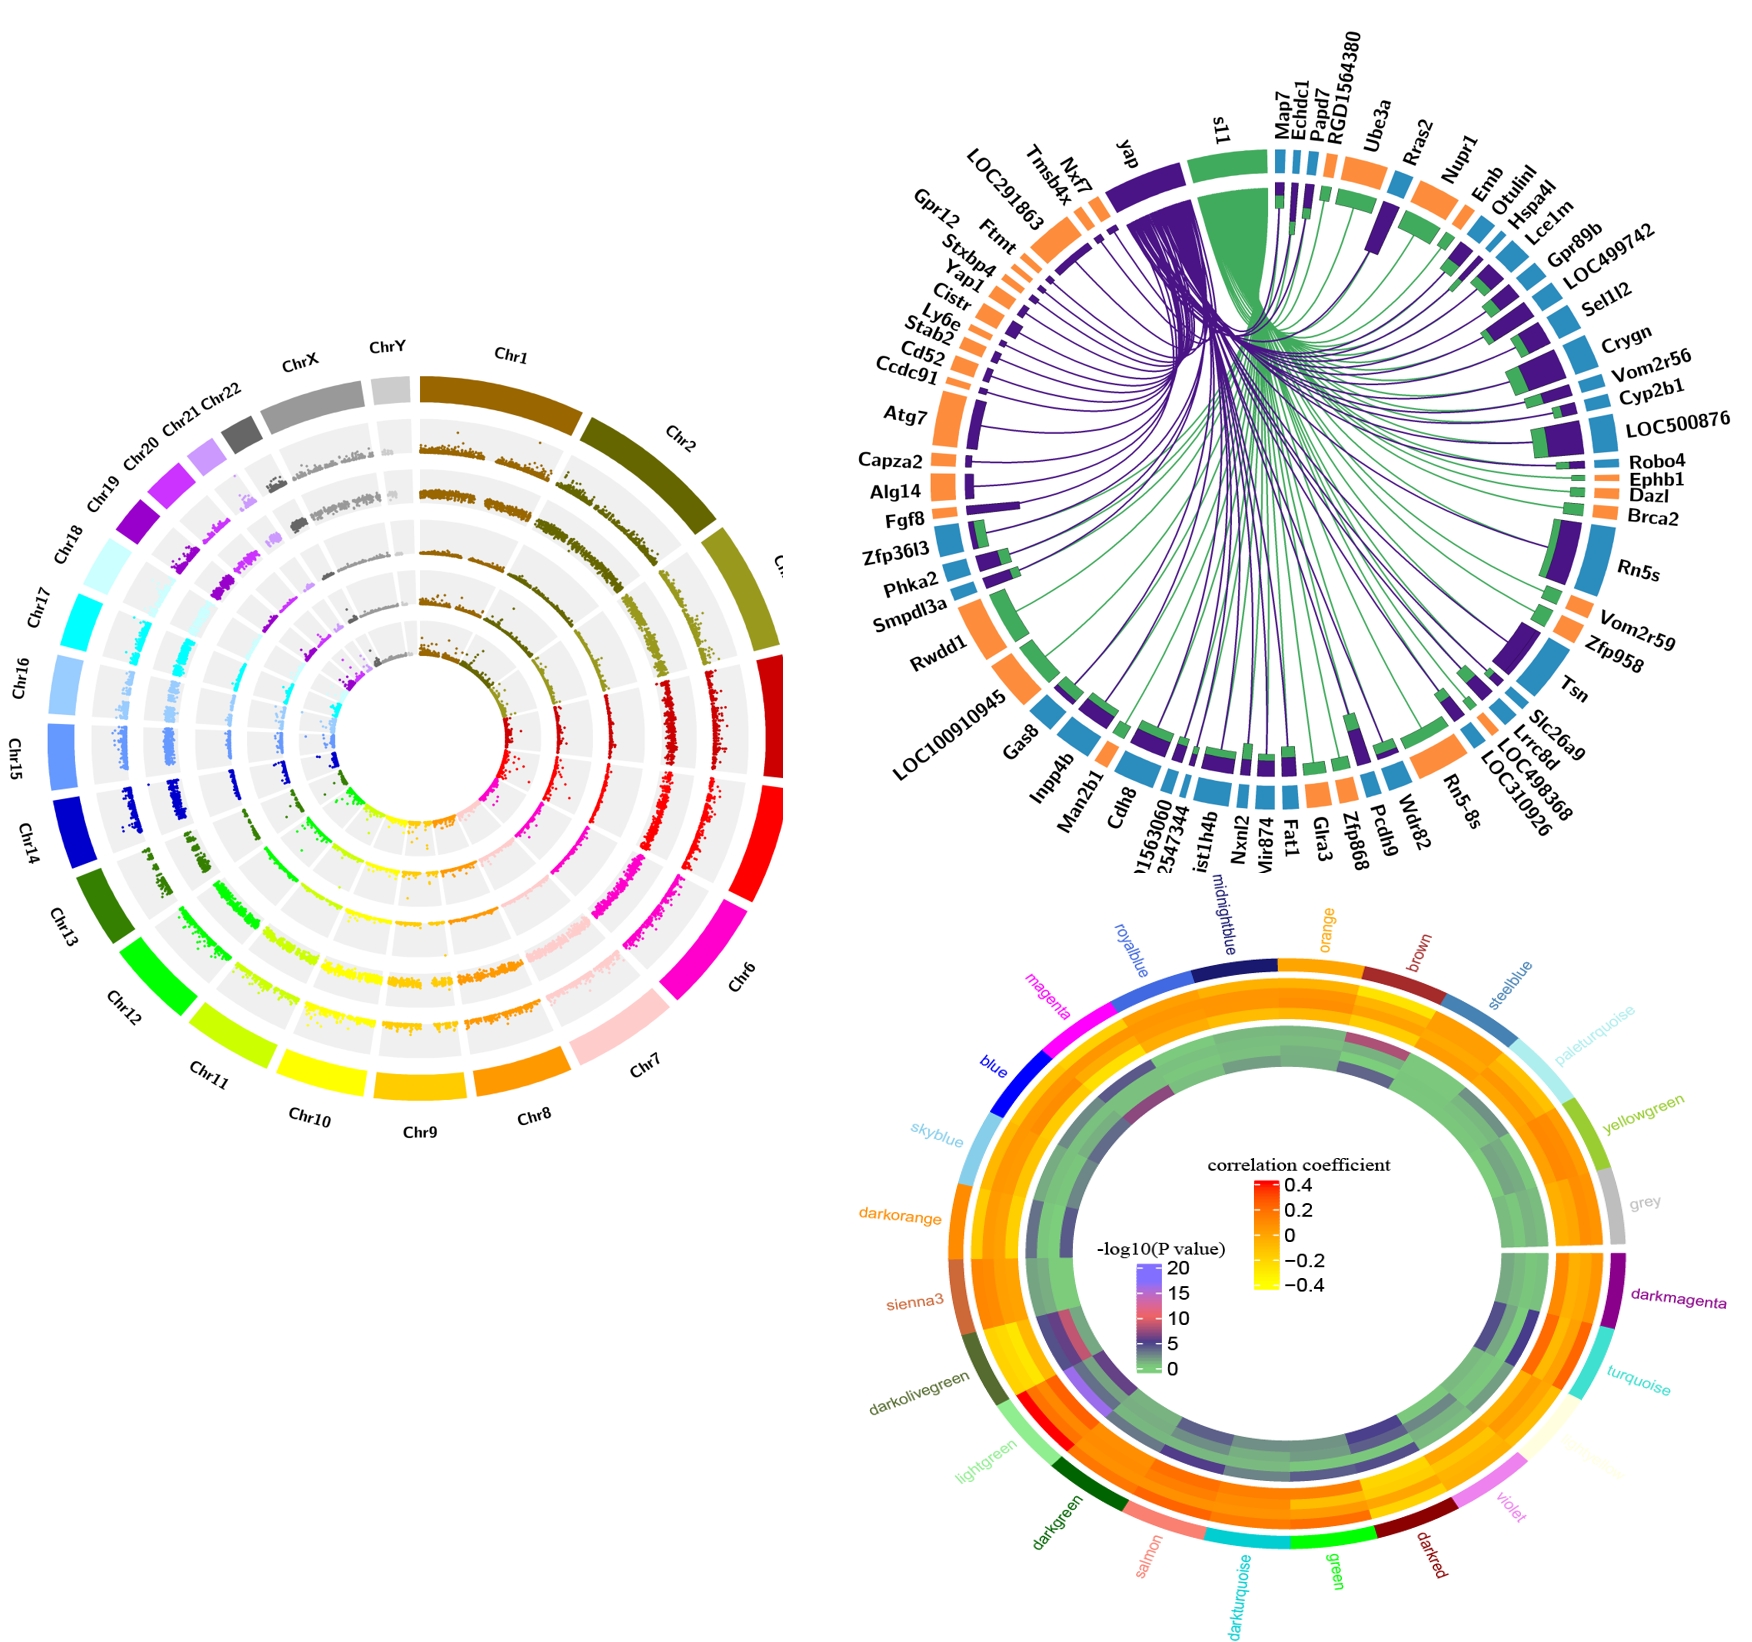 Chr1
Chr2
Chr6
Chr7
Chr8
Chr9
Chr10
Chr11
Chr12
Chr13
Chr14
Chr15
Chr16
Chr17
Chr18
Chr19
Chr20
Chr21
Chr22
ChrX
ChrY
s11
Map7
Echdc1
Papd7
RGD1564380
Ube3a
Rras2
Nupr1
Emb
Otulinl
Hspa4l
Lce1m
Gpr89b
LOC499742
Sel1l2
Crygn
Vom2r56
Cyp2b1
LOC500876
Robo4
Ephb1
Dazl
Brca2
Rn5s
Vom2r59
Zfp958
Tsn
Slc26a9
Lrrc8d
LOC498368
LOC310926
Rn5-8s
Wdr82
Pcdh9
Zfp868
Glra3
Fat1
Mir874
Nxnl2
ist1h4b
2547344
1563060
Cdh8
Man2b1
Inpp4b
Gas8
LOC100910945
Rwdd1
Smpdl3a
Phka2
Zfp36l3
Fgf8
Alg14
Capza2
Atg7
Ccdc91
Cd52
Stab2
Ly6e
Cistr
Yap1
Stxbp4
Gpr12
Ftmt
LOC291863
Tmsb4x
Nxf7
yap
midnightblue
orange
brown
steelblue
paleturquoise
yellowgreen
grey
darkmagenta
turquoise
violet
darkred
green
darkturquoise
salmon
darkgreen
lightgreen
darkolivegreen
sienna3
darkorange
skyblue
blue
magenta
royalblue
correlation coefficient
0.4
0.2
0
−0.2
−0.4
-log10(P value)
20
15
10
5
0